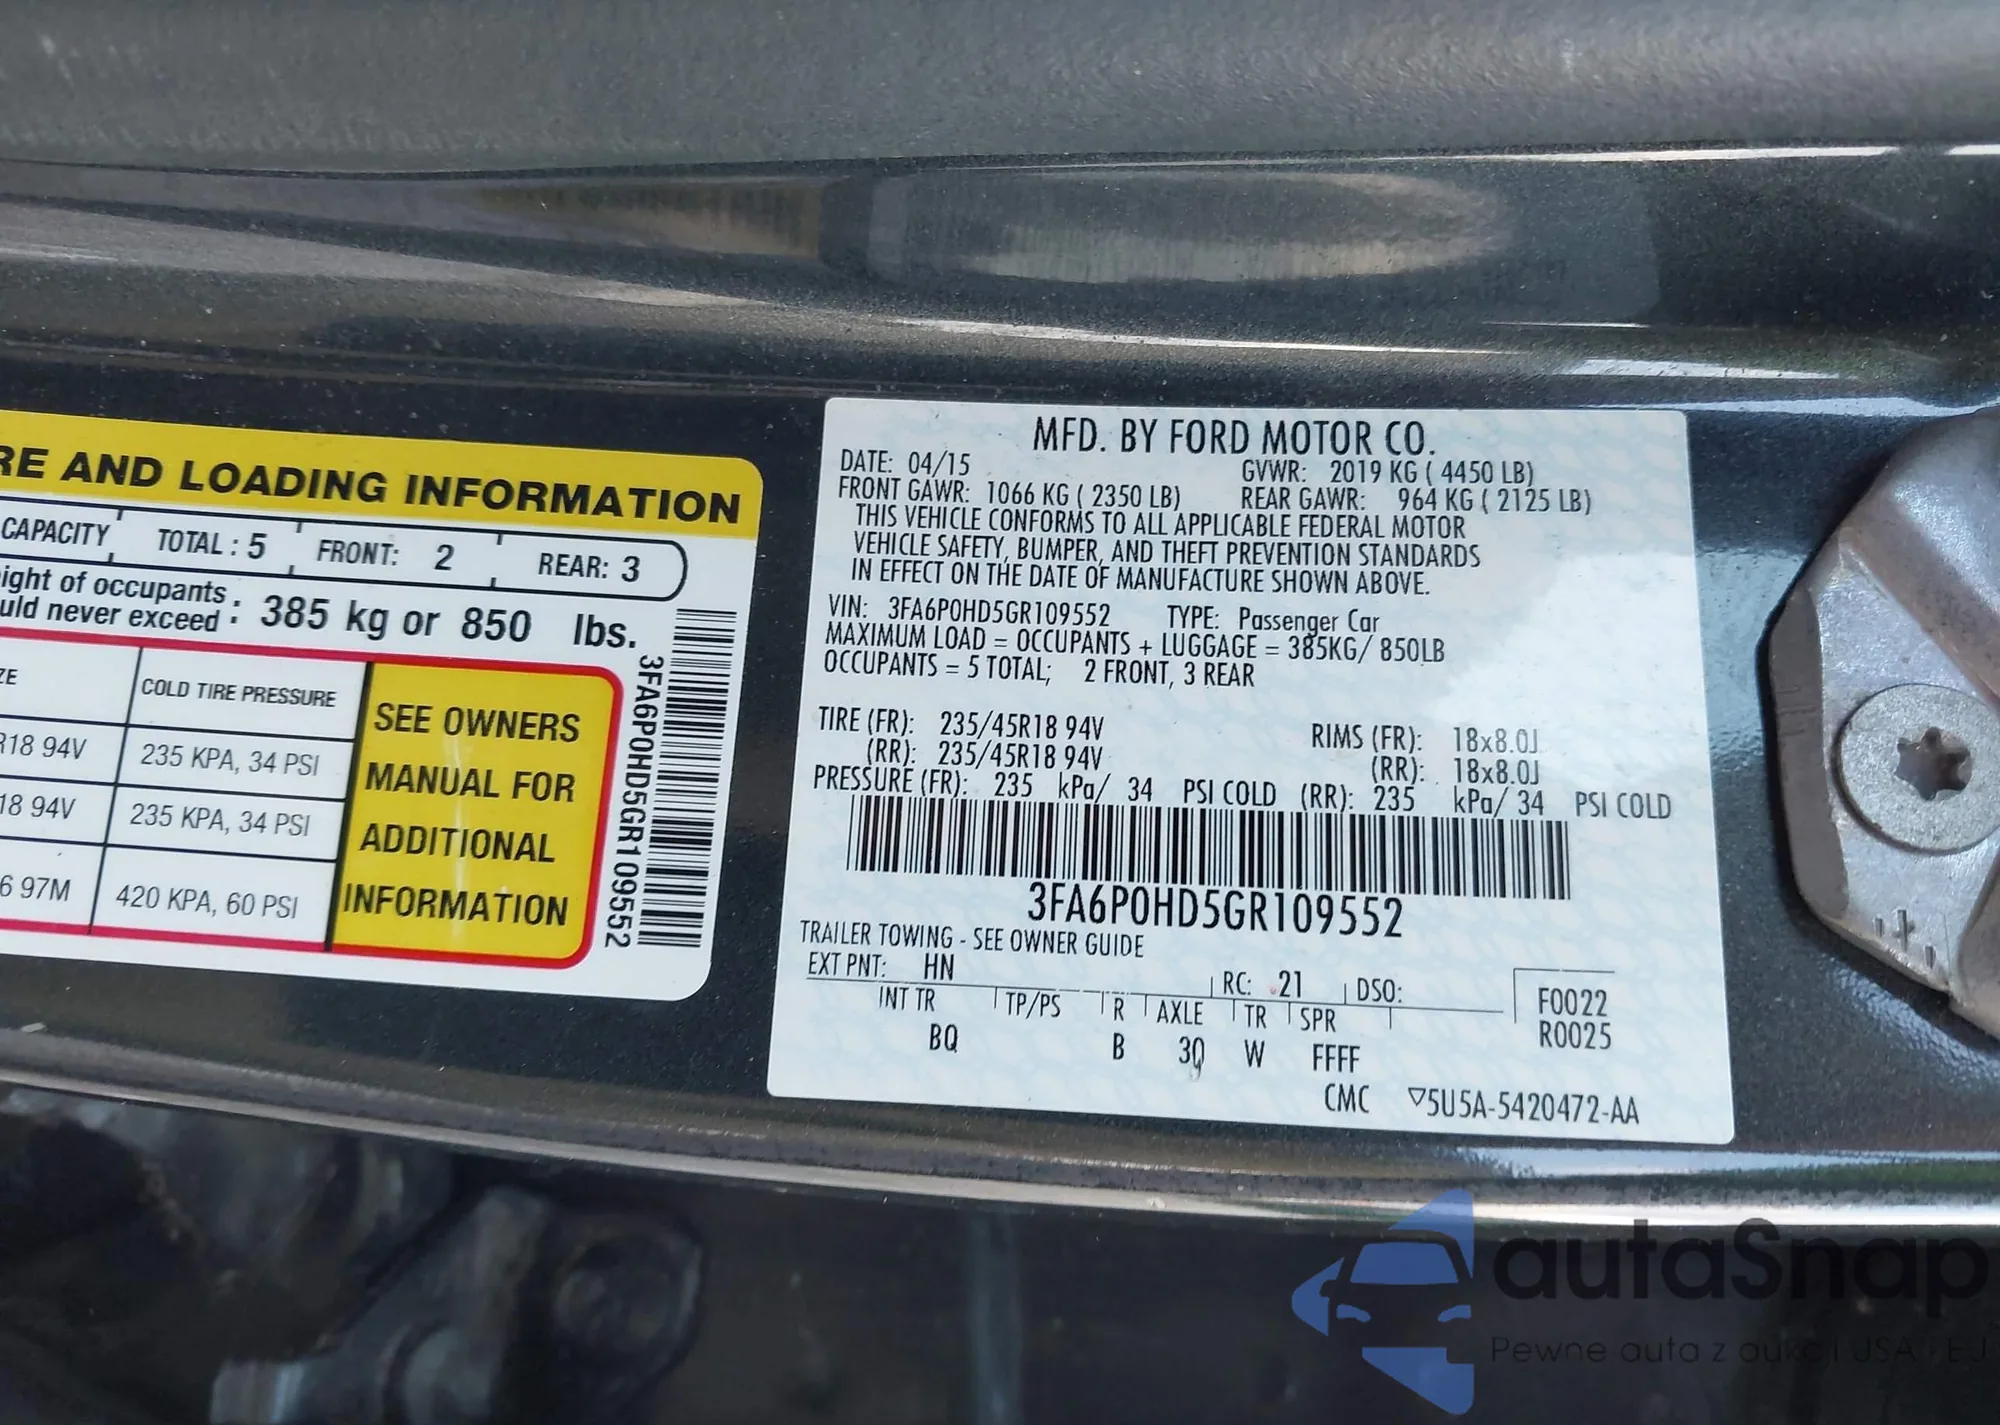 RE AND LOADING INFORMATION
CAPACITY TOTAL : 5 FRONT: 2 REAR: 3
ight of occupants
uld never exceed : 385 kg or 850 lbs.
ZE COLD TIRE PRESSURE
R18 94V 235 KPA, 34 PSI
18 94V 235 KPA, 34 PSI
6 97M 420 KPA, 60 PSI
SEE OWNERS
MANUAL FOR
ADDITIONAL
INFORMATION
3FA6P0HD5GR109552
MFD. BY FORD MOTOR CO.
DATE: 04/15 GVWR: 2019 KG ( 4450 LB)
FRONT GAWR: 1066 KG ( 2350 LB) REAR GAWR: 964 KG ( 2125 LB)
THIS VEHICLE CONFORMS TO ALL APPLICABLE FEDERAL MOTOR
VEHICLE SAFETY, BUMPER, AND THEFT PREVENTION STANDARDS
IN EFFECT ON THE DATE OF MANUFACTURE SHOWN ABOVE.
VIN: 3FA6P0HD5GR109552 TYPE: Passenger Car
MAXIMUM LOAD = OCCUPANTS + LUGGAGE = 385KG/ 850LB
OCCUPANTS = 5 TOTAL; 2 FRONT, 3 REAR
TIRE (FR): 235/45R18 94V RIMS (FR): 18x8.0J
(RR): 235/45R18 94V (RR): 18x8.0J
PRESSURE (FR): 235 kPa/ 34 PSI COLD (RR): 235 kPa/ 34 PSI COLD
3FA6P0HD5GR109552
TRAILER TOWING - SEE OWNER GUIDE
EXT PNT: HN RC: 21 DSO:
INT TR TP/PS R AXLE TR SPR
BQ B 30 W FFFF
F0022
R0025
CMC ▽5U5A-5420472-AA
autaSnap
Pewne auta z aukcji USA i EU